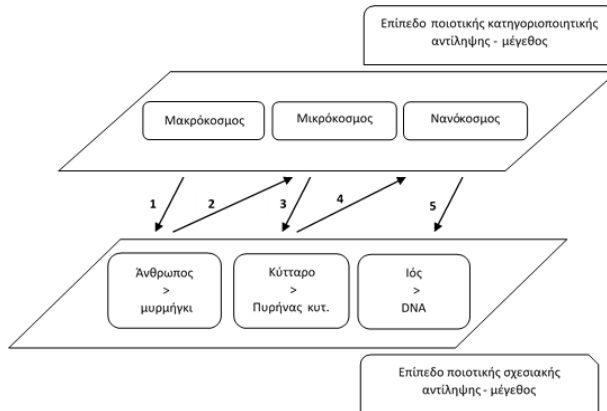 Επίπεδο ποιοτικής κατηγοριοποιητικής
αντίληψης - μέγεθος
Μακρόκοσμος
Μικρόκοσμος
Νανόκοσμος
1
2
3
4
5
Άνθρωπος
>
μυρμήγκι
Κύτταρο
>
Πυρήνας κυτ.
Ιός
>
DNA
Επίπεδο ποιοτικής σχεσιακής
αντίληψης - μέγεθος